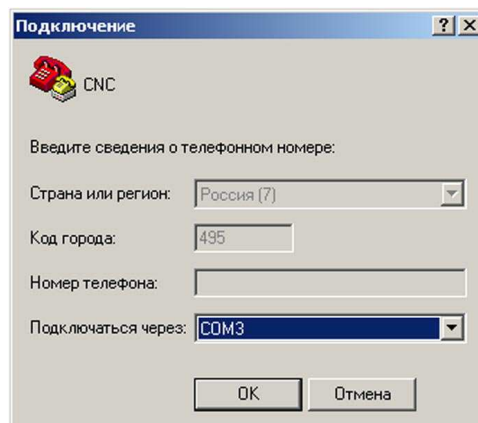 Подключение
CNC
Введите сведения о телефонном номере:
Страна или регион: Россия (7)
Код города: 495
Номер телефона:
Подключаться через: COM3
OK Отмена